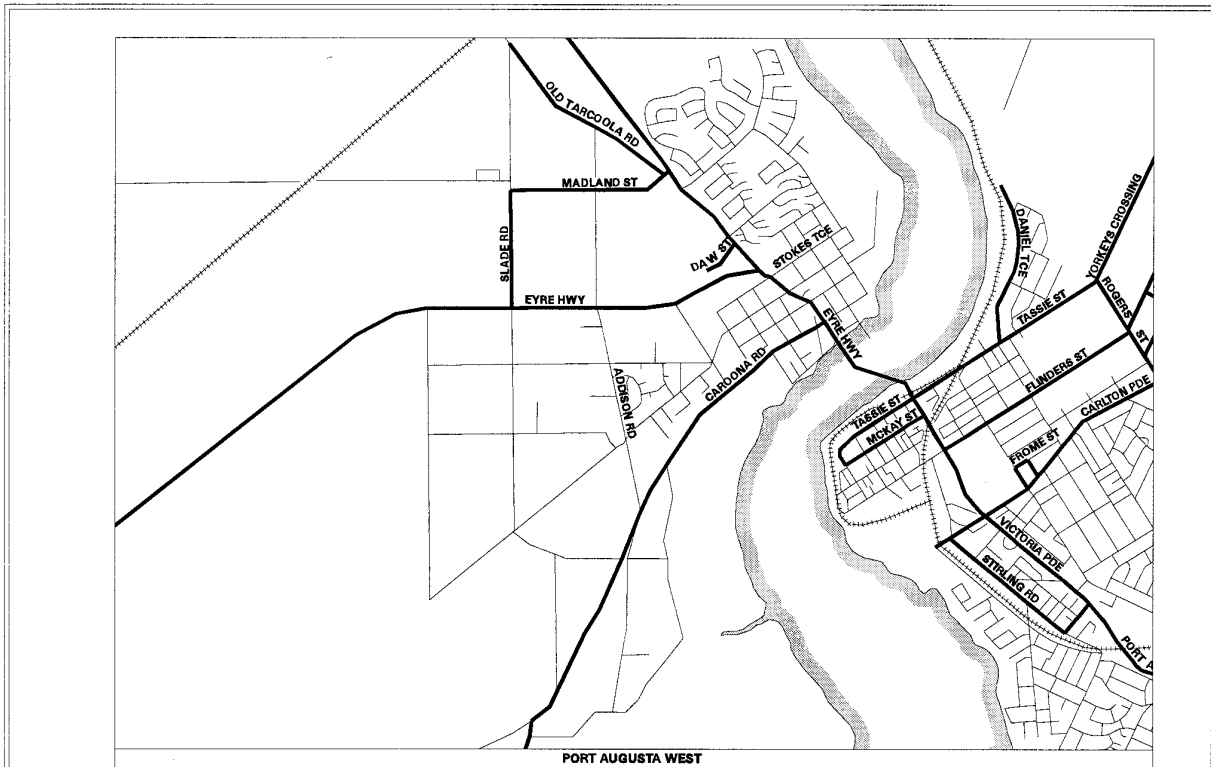 OLD TARCOOLA RD
MADLAND ST
SLADE RD
DAW ST
STOKES TCE
EYRE HWY
EYRE HWY
CAROONA RD
ADDISON RD
DANIEL TCE
YORKEYS CROSSING
TASSIE ST
ROGERS ST
FLINDERS ST
CARLTON PDE
TASSIE ST
MCKAY ST
FROME ST
VICTORIA PDE
STIRLING RD
PORT A
PORT AUGUSTA WEST